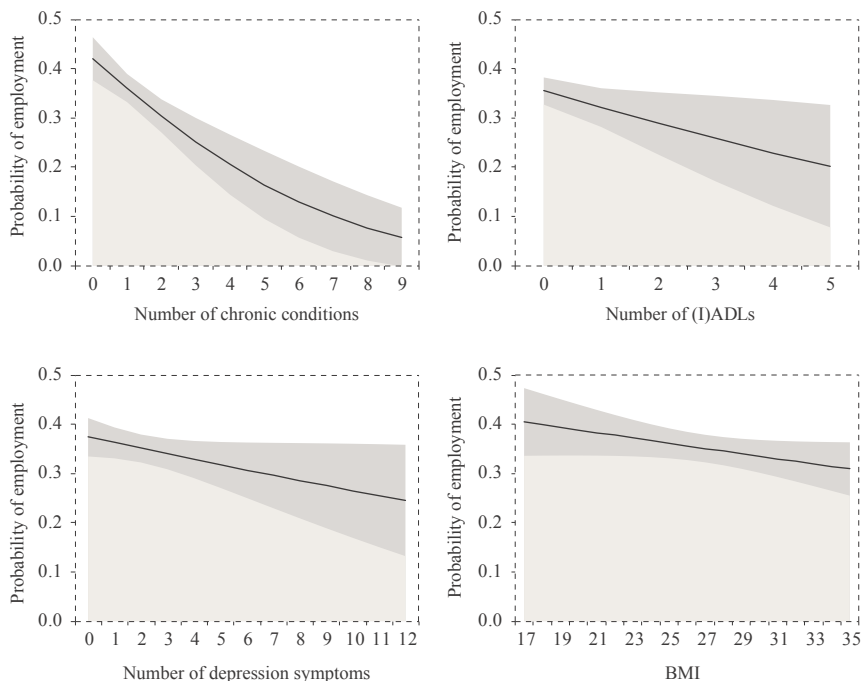 0.5
0.4
0.3
0.2
0.1
0.0
Probability of employment
0 1 2 3 4 5 6 7 8 9
Number of chronic conditions
0.5
0.4
0.3
0.2
0.1
0.0
Probability of employment
0 1 2 3 4 5
Number of (I)ADLs
0.5
0.4
0.3
0.2
0.1
0.0
Probability of employment
0 1 2 3 4 5 6 7 8 9 10 11 12
Number of depression symptoms
0.5
0.4
0.3
0.2
0.1
0.0
Probability of employment
17 19 21 23 25 27 29 31 33 35
BMI